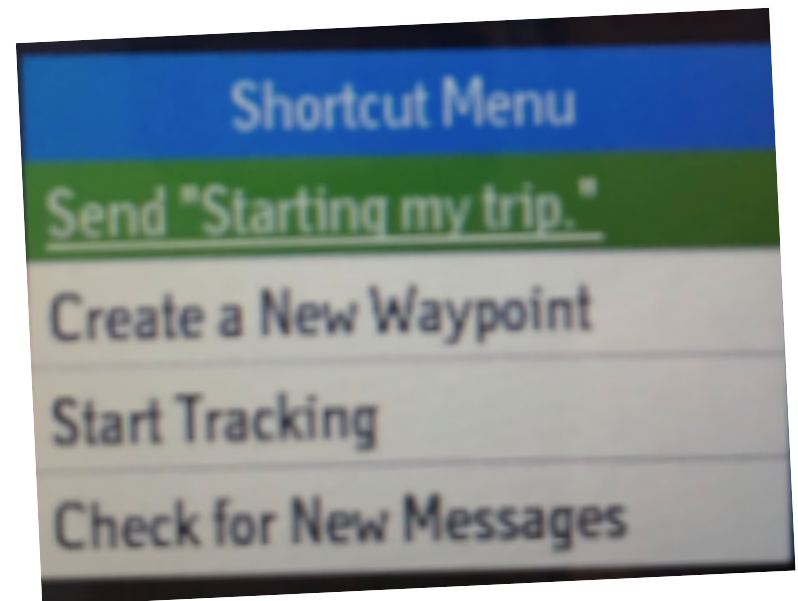 Shortcut Menu
Send "Starting my trip."
Create a New Waypoint
Start Tracking
Check for New Messages